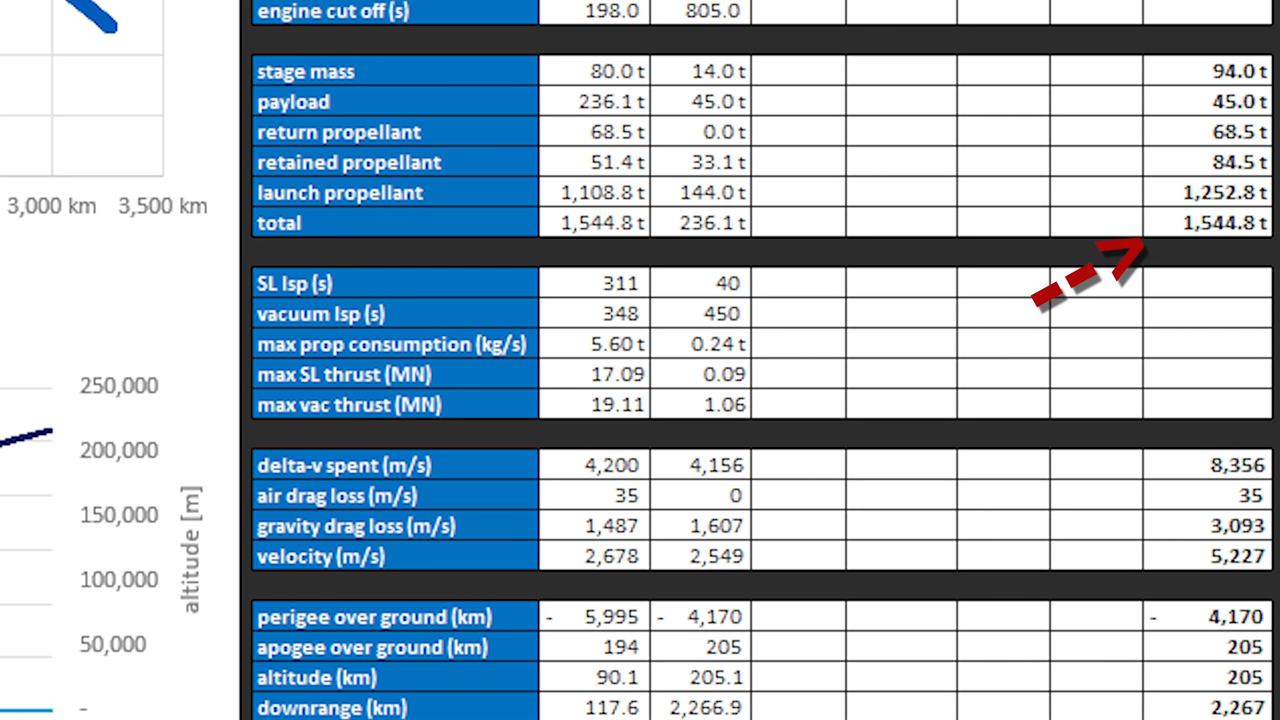 engine cut off (s) 198.0 805.0
stage mass 80.0 t 14.0 t 94.0 t
payload 236.1 t 45.0 t 45.0 t
return propellant 68.5 t 0.0 t 68.5 t
retained propellant 51.4 t 33.1 t 84.5 t
launch propellant 1,108.8 t 144.0 t 1,252.8 t
total 1,544.8 t 236.1 t 1,544.8 t
3,000 km 3,500 km
SL Isp (s) 311 40
vacuum Isp (s) 348 450
max prop consumption (kg/s) 5.60 t 0.24 t
max SL thrust (MN) 17.09 0.09
max vac thrust (MN) 19.11 1.06
delta-v spent (m/s) 4,200 4,156 8,356
air drag loss (m/s) 35 0 35
gravity drag loss (m/s) 1,487 1,607 3,093
velocity (m/s) 2,678 2,549 5,227
perigee over ground (km) - 5,995 - 4,170 - 4,170
apogee over ground (km) 194 205 205
altitude (km) 90.1 205.1 205
downrange (km) 117.6 2,266.9 2,267
250,000
200,000
150,000
100,000
50,000
-
altitude [m]